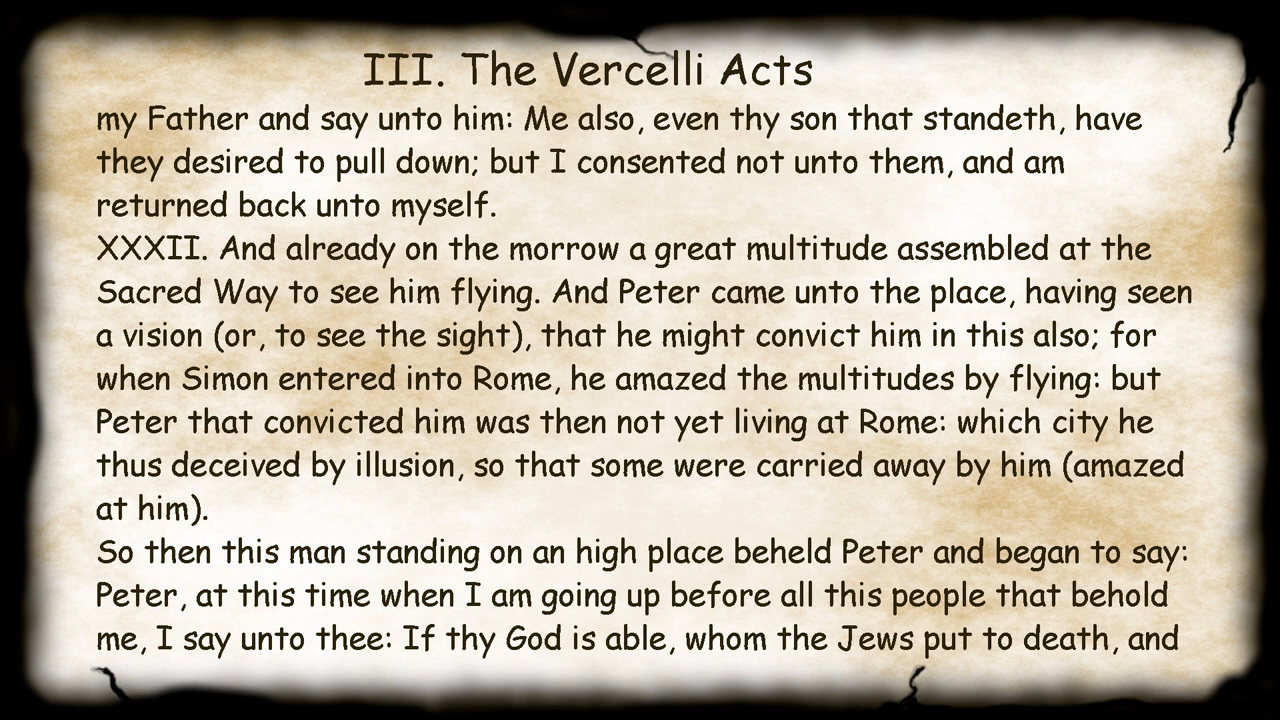 III. The Vercelli Acts
my Father and say unto him: Me also, even thy son that standeth, have
they desired to pull down; but I consented not unto them, and am
returned back unto myself.
XXXII. And already on the morrow a great multitude assembled at the
Sacred Way to see him flying. And Peter came unto the place, having seen
a vision (or, to see the sight), that he might convict him in this also; for
when Simon entered into Rome, he amazed the multitudes by flying: but
Peter that convicted him was then not yet living at Rome: which city he
thus deceived by illusion, so that some were carried away by him (amazed
at him).
So then this man standing on an high place beheld Peter and began to say:
Peter, at this time when I am going up before all this people that behold
me, I say unto thee: If thy God is able, whom the Jews put to death, and